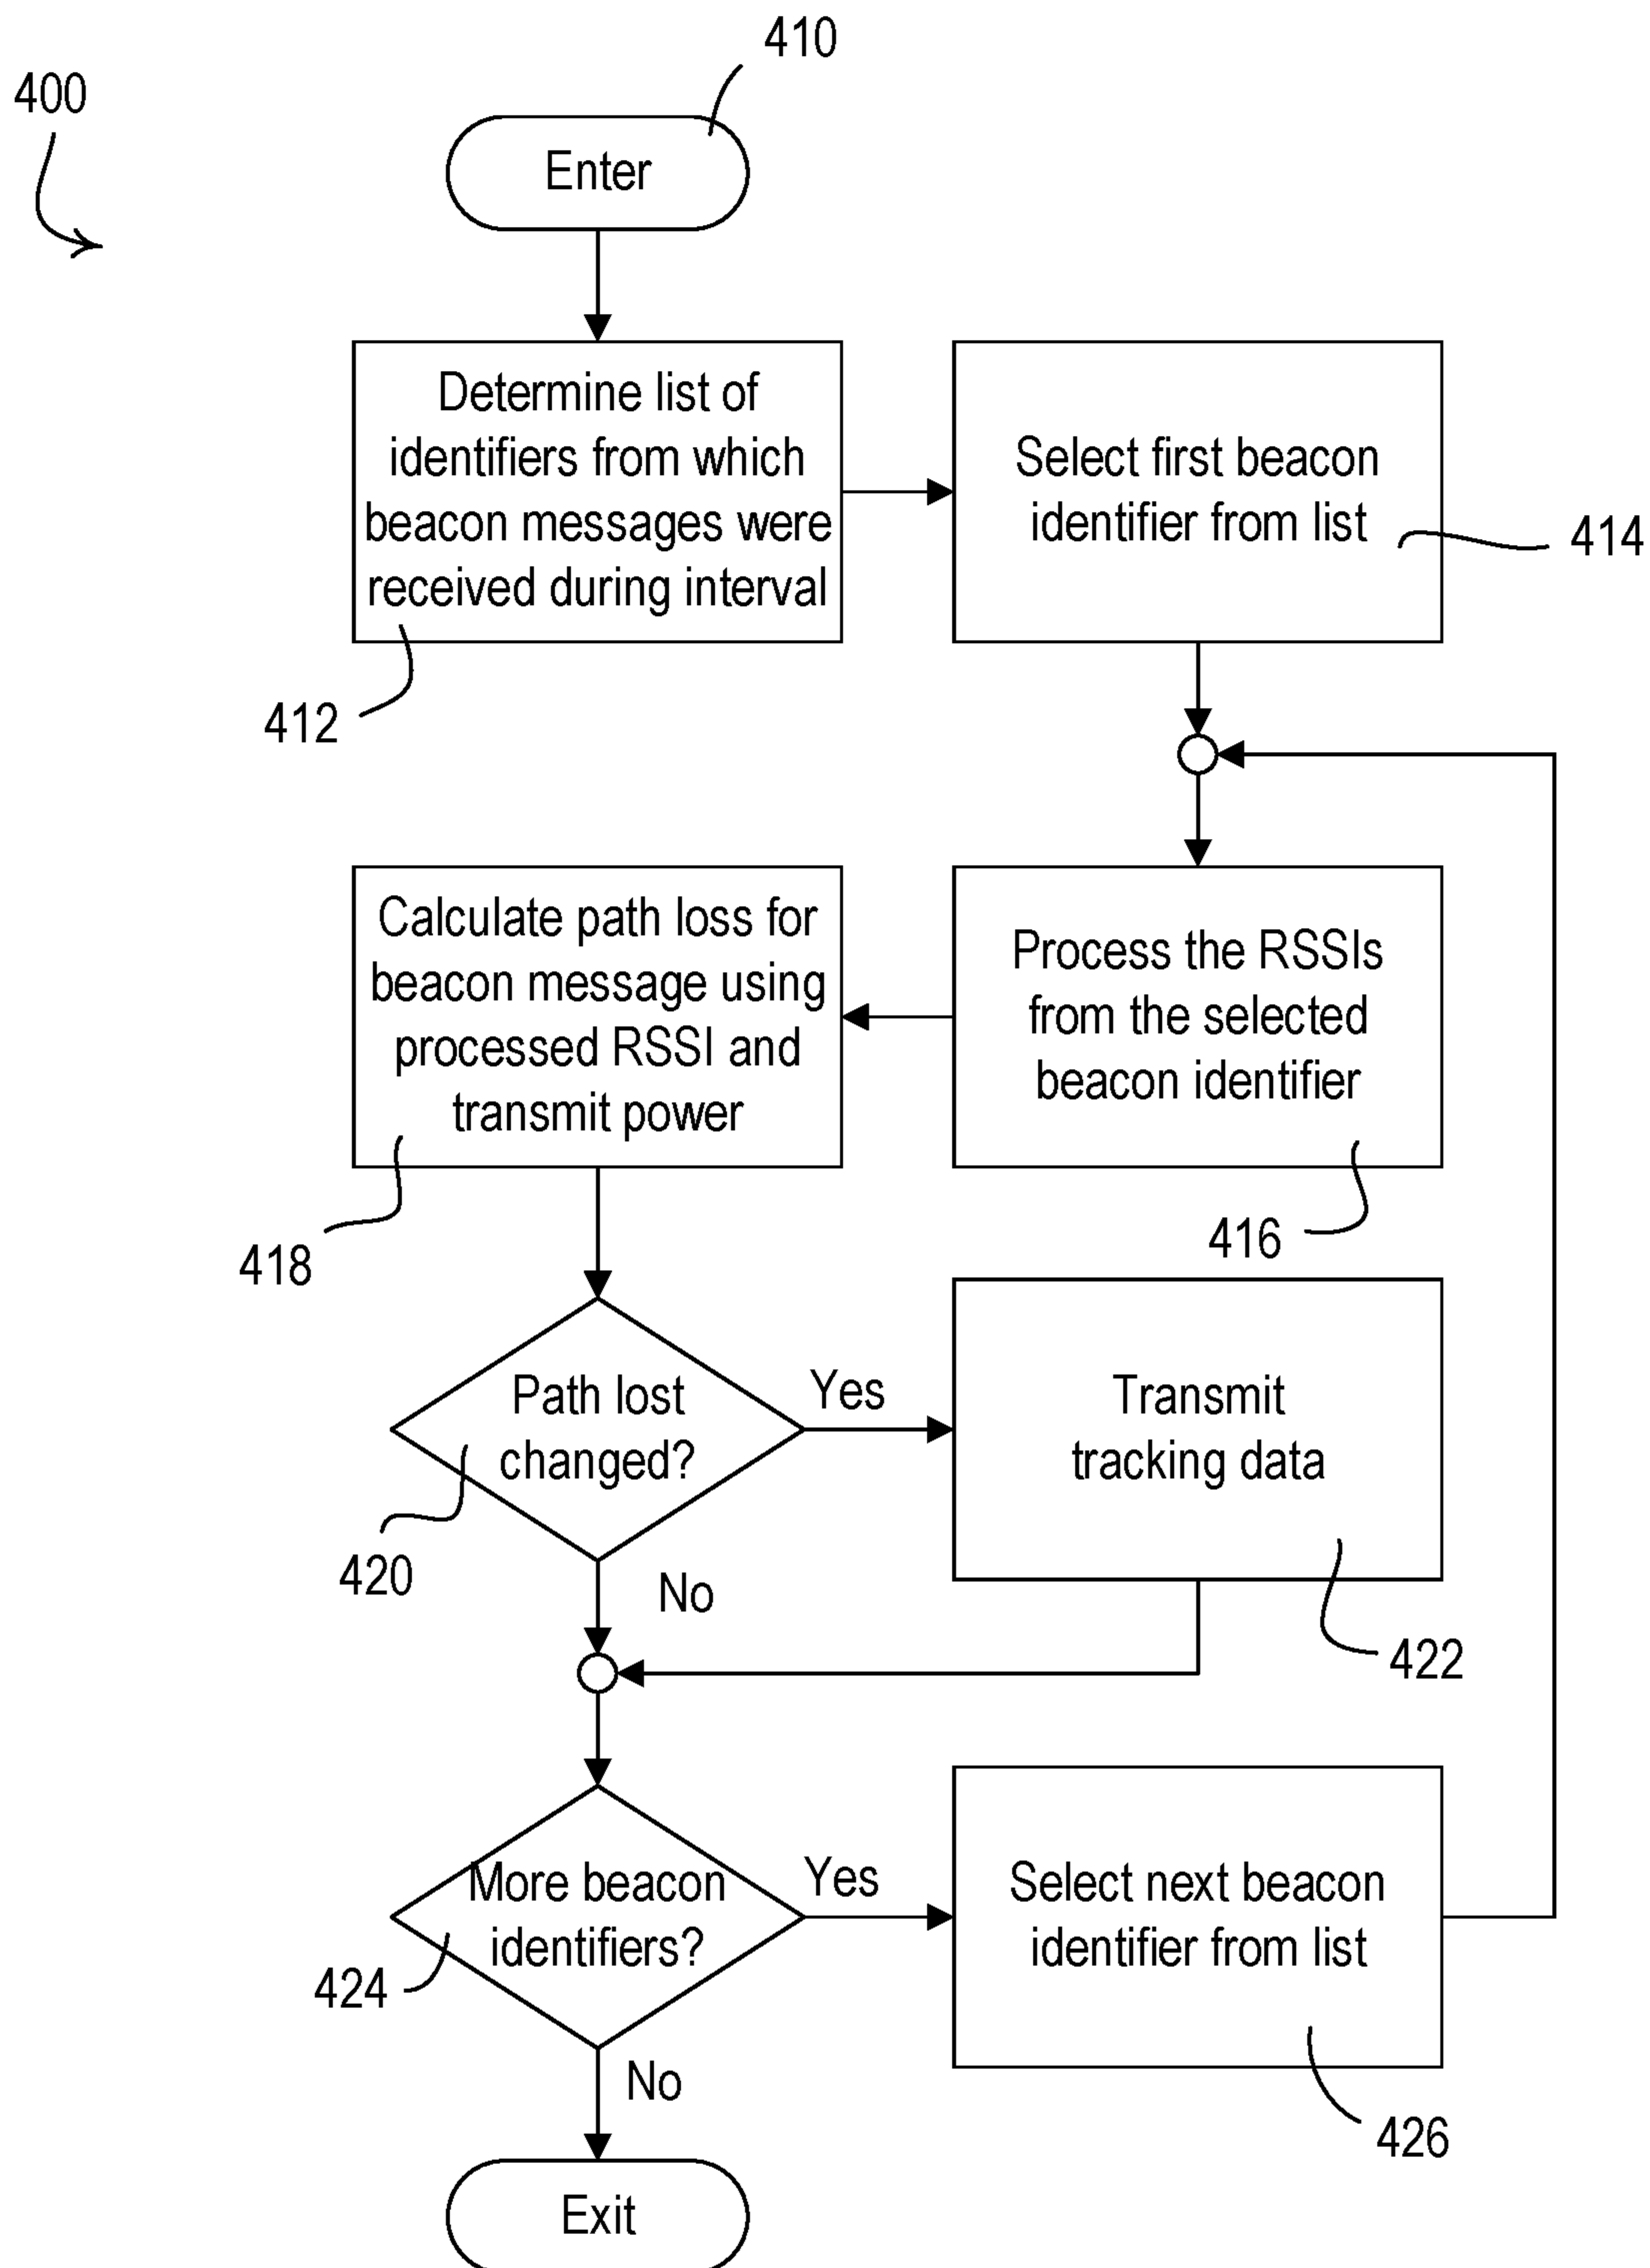 410
400
Enter
Determine list of
identifiers from which
beacon messages were
received during interval
Select first beacon
identifier from list
414
412
Calculate path loss for
beacon message using
processed RSSI and
transmit power
Process the RSSIs
from the selected
beacon identifier
416
418
Path lost
changed?
Yes
Transmit
tracking data
420
No
422
More beacon
identifiers?
Yes
Select next beacon
identifier from list
424
No
426
Exit